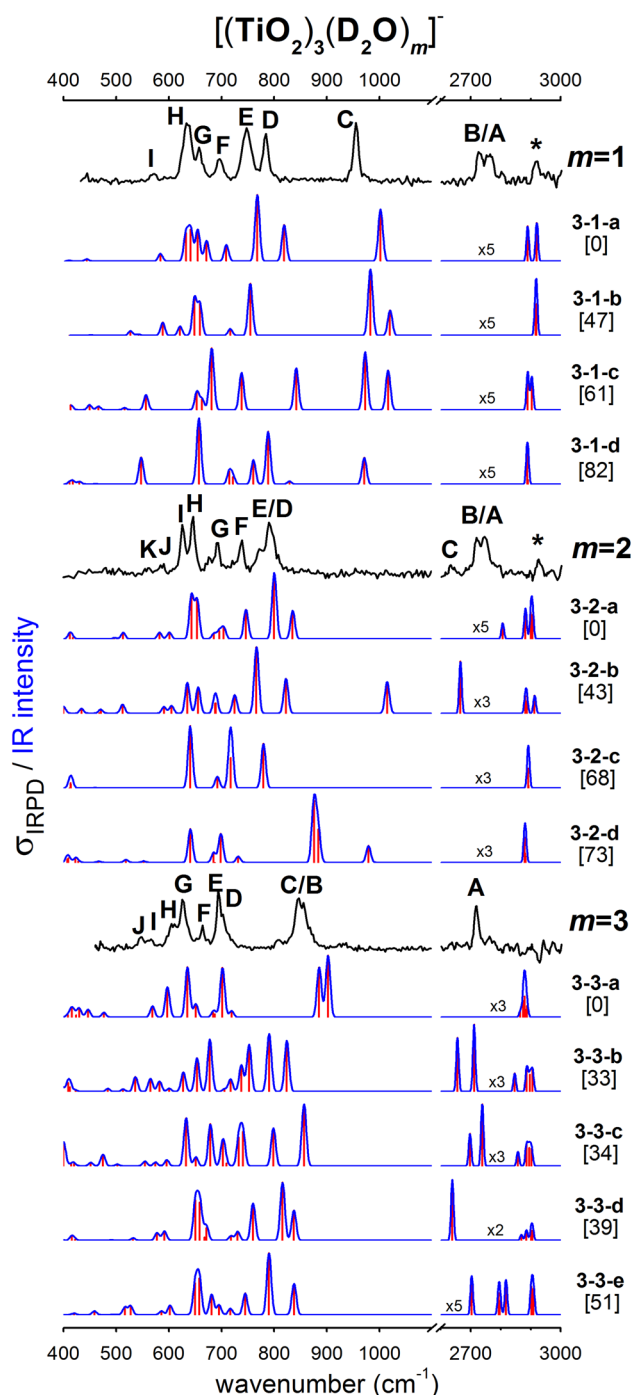 [(TiO2)3(D2O)m]-
400 500 600 700 800 900 1000 2700 3000
I H G F E D C B/A * m=1
x5 3-1-a
[0]
x5 3-1-b
[47]
x5 3-1-c
[61]
x5 3-1-d
[82]
K J I H G F E/D C B/A * m=2
x5 3-2-a
[0]
x3 3-2-b
[43]
x3 3-2-c
[68]
x3 3-2-d
[73]
J I H G F E D C/B A m=3
x3 3-3-a
[0]
x3 3-3-b
[33]
x3 3-3-c
[34]
x2 3-3-d
[39]
x5 3-3-e
[51]
400 500 600 700 800 900 1000 2700 3000
wavenumber (cm-1)
σIRPD / IR intensity